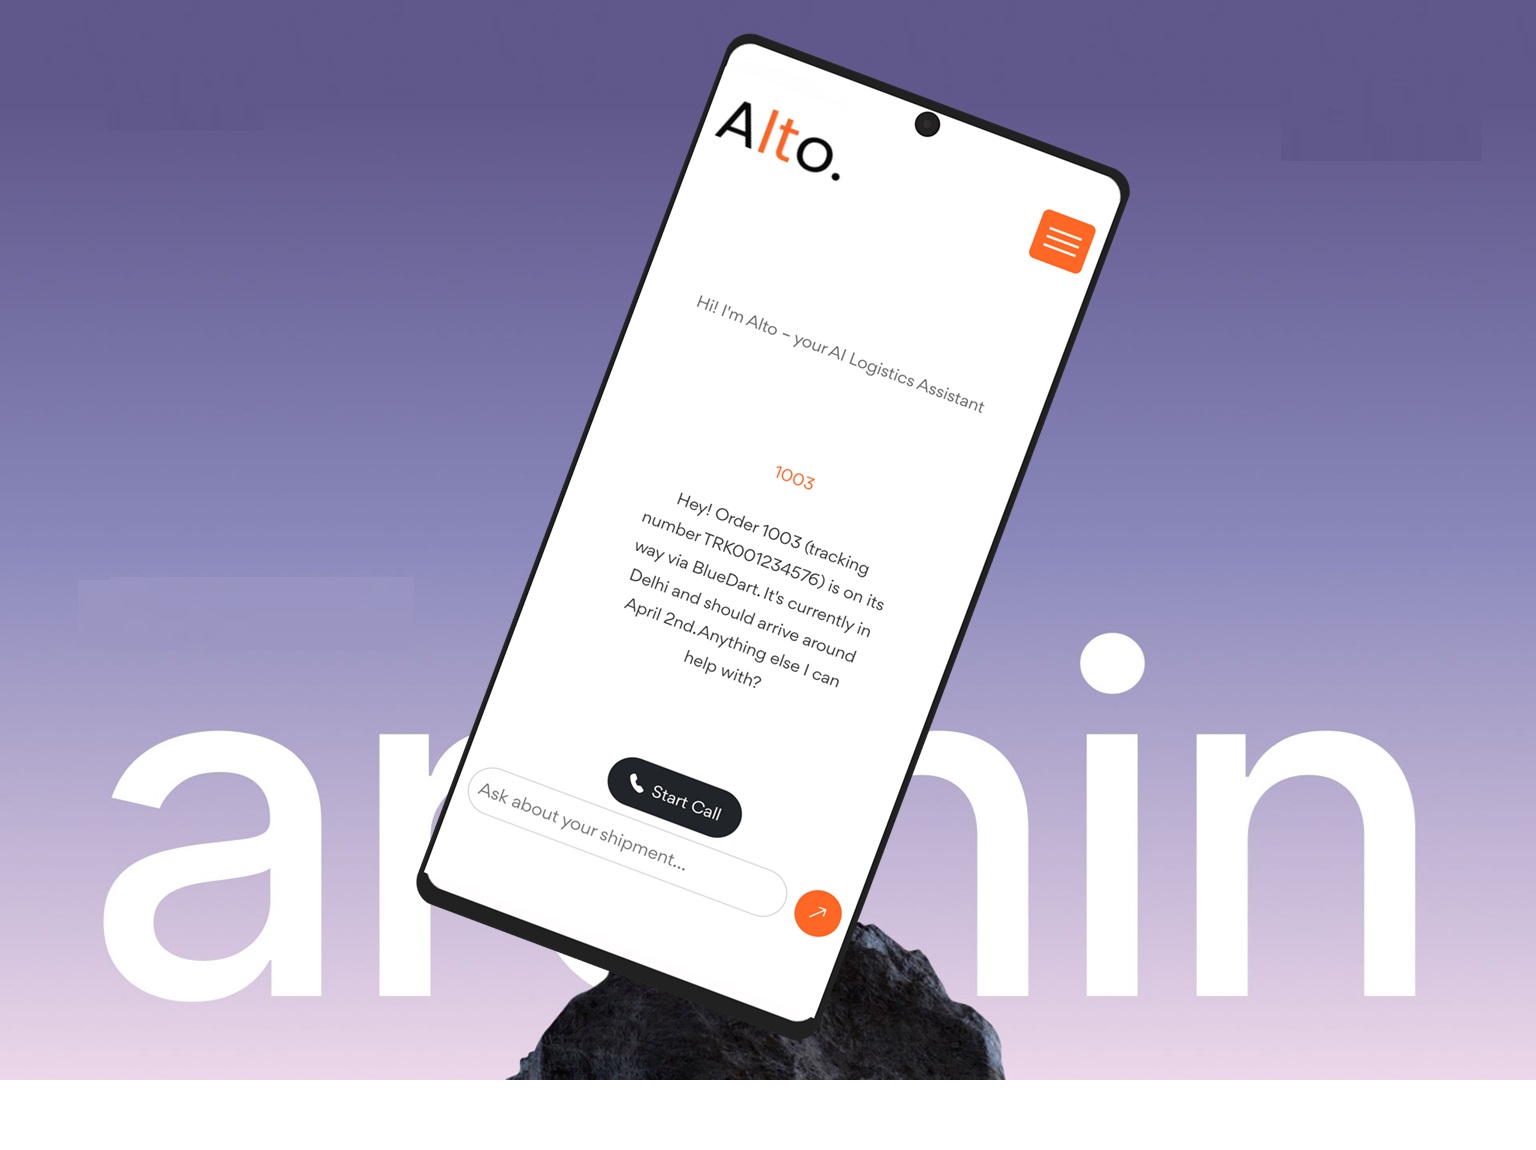 Alto.
Hi! I'm Alto – your AI Logistics Assistant
1003
Hey! Order 1003 (tracking
number TRK001234576) is on its
way via BlueDart. It's currently in
Delhi and should arrive around
April 2nd.Anything else I can
help with?
Start Call
Ask about your shipment...